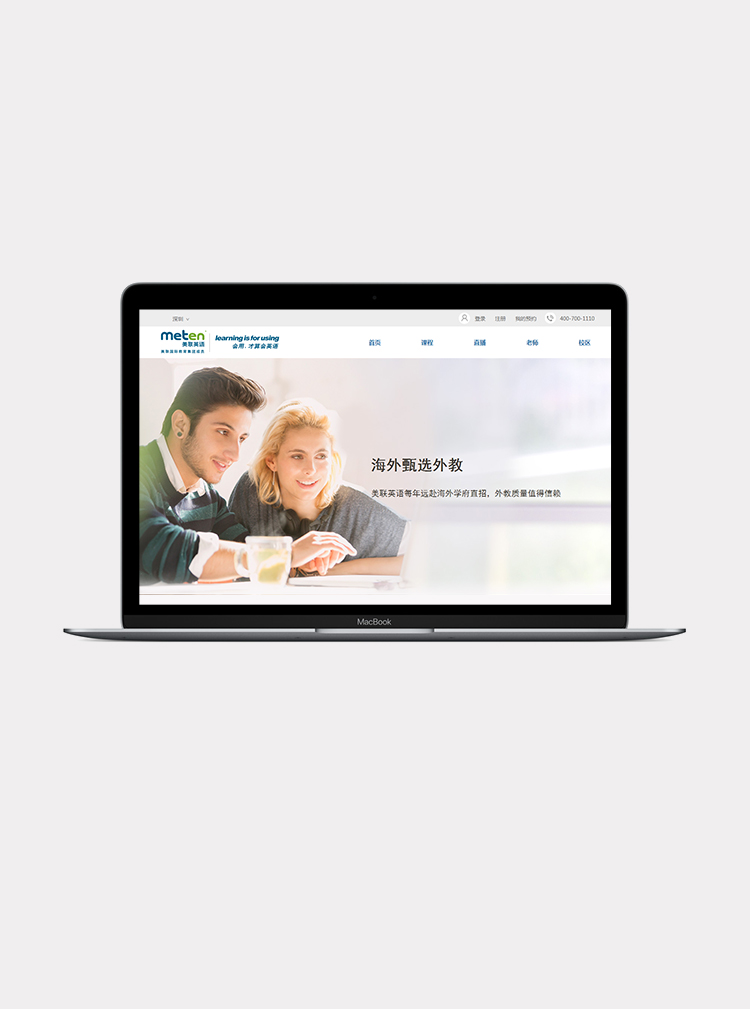 深圳
登录 注册 我的预约 400-700-1110
meten
美联英语
美联国际教育集团成员
learning is for using
会用,才算会英语
首页 课程 直播 老师 校区
海外甄选外教
美联英语每年远赴海外学府直招，外教质量值得信赖
MacBook